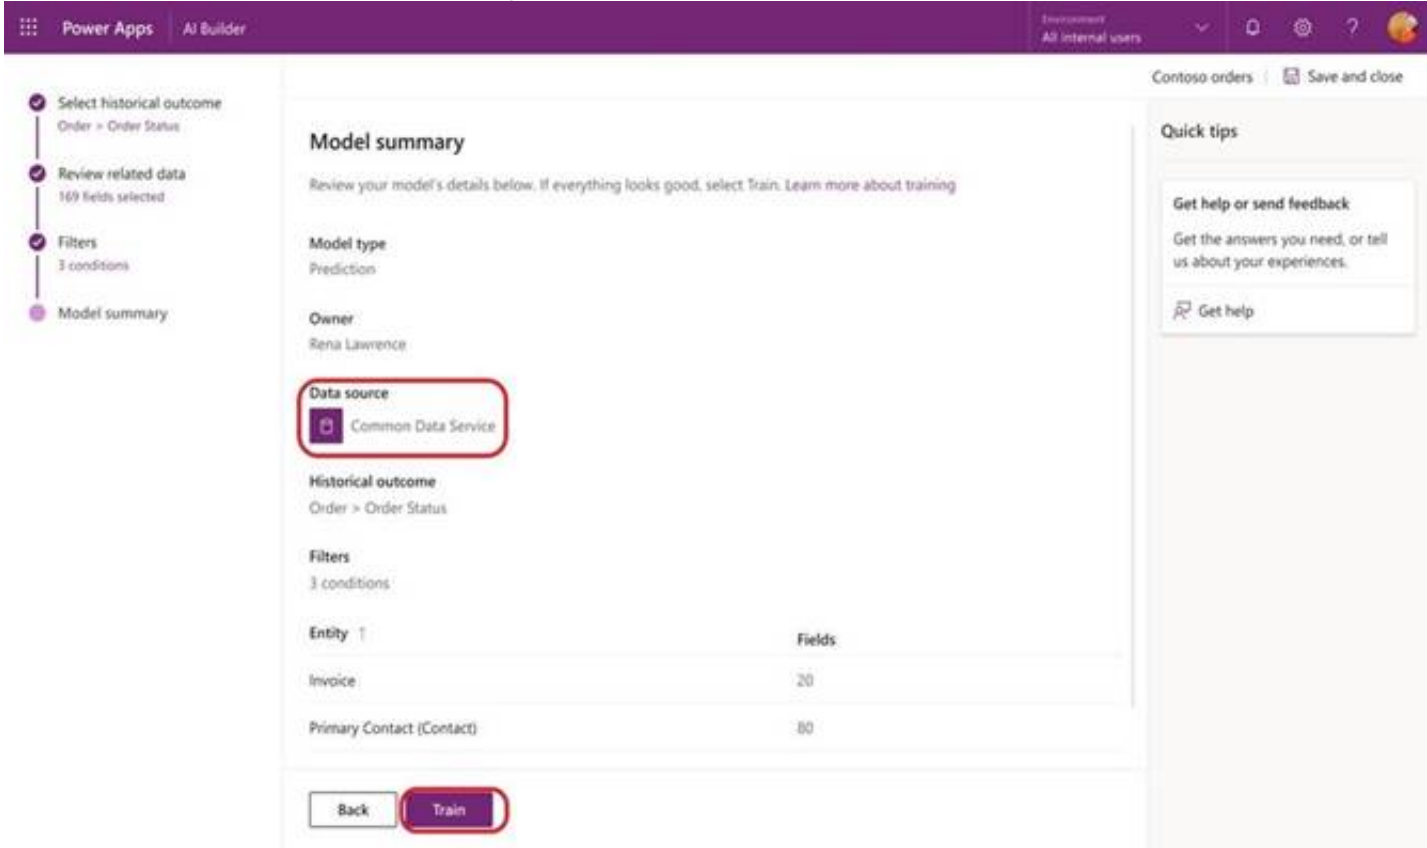 Power Apps AI Builder
Environment
All internal users
?
Contoso orders Save and close
Select historical outcome
Order > Order Status
Review related data
169 fields selected
Filters
3 conditions
Model summary
Model summary
Review your model's details below. If everything looks good, select Train. Learn more about training
Model type
Prediction
Owner
Rena Lawrence
Data source
Common Data Service
Historical outcome
Order > Order Status
Filters
3 conditions
Entity ↑ Fields
Invoice 20
Primary Contact (Contact) 80
Back Train
Quick tips
Get help or send feedback
Get the answers you need, or tell
us about your experiences.
Get help